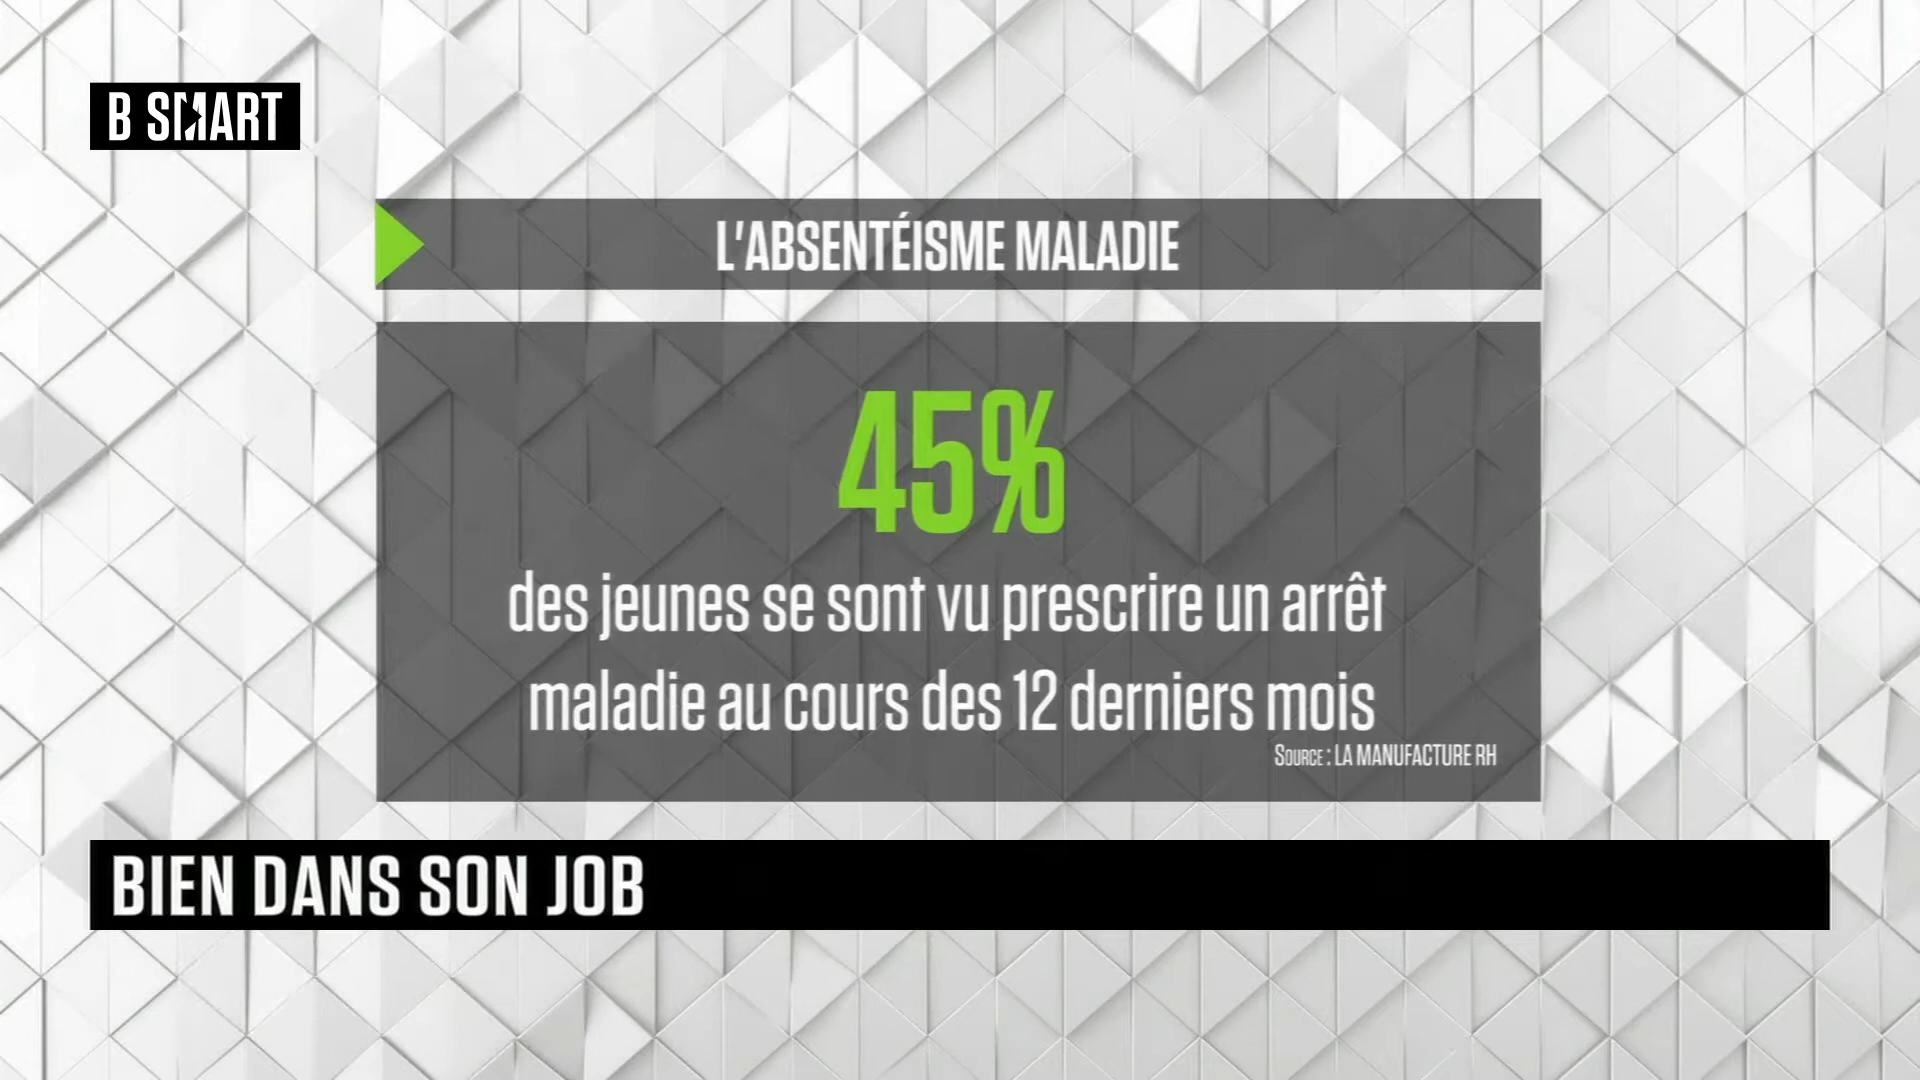 B SMART
L'ABSENTÉISME MALADIE
45%
des jeunes se sont vu prescrire un arrêt
maladie au cours des 12 derniers mois
Source : LA MANUFACTURE RH
BIEN DANS SON JOB